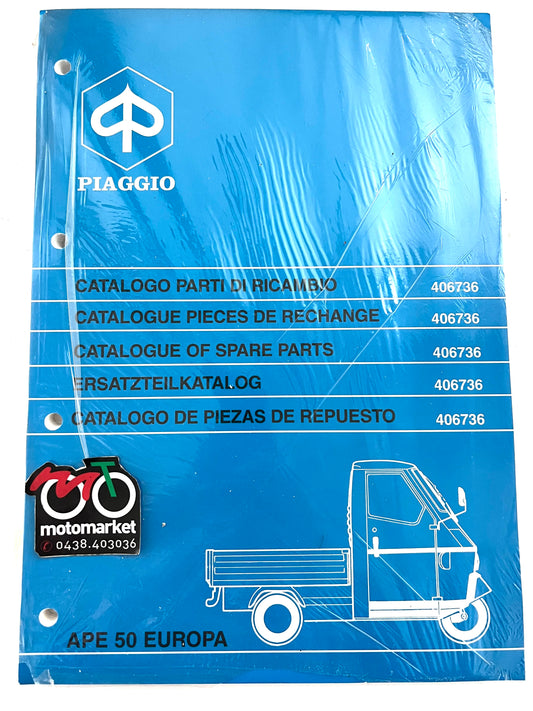 PIAGGIO
CATALOGO PARTI DI RICAMBIO 406736
CATALOGUE PIECES DE RECHANGE 406736
CATALOGUE OF SPARE PARTS 406736
ERSATZTEILKATALOG 406736
CATALOGO DE PIEZAS DE REPUESTO 406736
MT
motomarket
0438.403036
APE 50 EUROPA